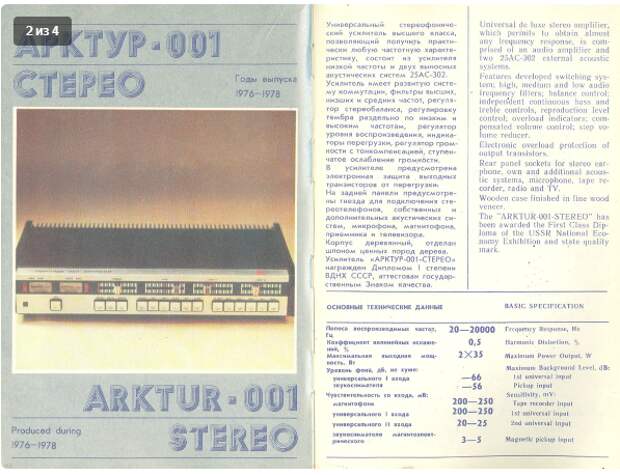 2 из 4
АРКТУР-001
СТЕРЕО
Годы выпуска
1976-1978
ARKTUR-001
STEREO
Produced during
1976-1978
Универсальный стереофониче-
ский усилитель высшего класса,
позволяющий получить практи-
чески любую частотную характе-
ристику, состоит из усилителя
низкой частоты и двух выносных
акустических систем 25АС-302.
Усилитель имеет развитую систе-
му коммутации, фильтры высших,
низших и средних частот, регуля-
тор стереобаланса, регулировку
тембра раздельно по низким и
высоким частотам, регулятор
уровня воспроизведения, индика-
торы перегрузки, регулятор гром-
кости с тонкомпенсацией, ступен-
чатое ослабление громкости.
В усилителе предусмотрена
электронная защита выходных
транзисторов от перегрузки.
На задней панели предусмотре-
ны гнезда для подключения сте-
реотелефонов, собственных и
дополнительных акустических сис-
тем, микрофона, магнитофона,
приемника и телевизора.
Корпус деревянный, отделан
шпоном ценных пород дерева.
Усилитель «АРКТУР-001-СТЕРЕО»
награжден Дипломом I степени
ВДНХ СССР, аттестован государ-
ственным Знаком качества.
Universal de luxe stereo amplifier,
which permits to obtain almost
any frequency response, is com-
prised of an audio amplifier and
two 25AC-302 external acoustic
systems.
Features developed switching sys-
tem; high, medium and low audio
frequency filters; balance control;
independent continuous bass and
treble controls, reproduction level
control; overload indicators; com-
pensated volume control; step vo-
lume reducer.
Electronic overload protection of
output transistors.
Rear panel sockets for stereo ear-
phone, own and additional acous-
tic systems, microphone, tape re-
corder, radio and TV.
Wooden case finished in fine wood
veneer.
The "ARKTUR-001-STEREO" has
been awarded the First Class Dip-
loma of the USSR National Eco-
nomy Exhibition and state quality
mark.
ОСНОВНЫЕ ТЕХНИЧЕСКИЕ ДАННЫЕ BASIC SPECIFICATION
Полоса воспроизводимых частот, Гц 20—20000 Frequency Response, Hz
Коэффициент нелинейных искажений, % 0,5 Harmonic Distortion, %
Максимальная выходная мощность, Вт 2×35 Maximum Power Output, W
Уровень фона, дБ, не хуже: Maximum Background Level, dB:
универсального I входа —66 1st universal input
звукоснимателя —56 Pickup input
Чувствительность со входа, мВ: Sensitivity, mV:
магнитофона 200—250 Tape recorder input
универсального I входа 200—250 1st universal input
универсального II входа 20—25 2nd universal input
звукоснимателя магнитоэлект-
рического 3—5 Magnetic pickup input